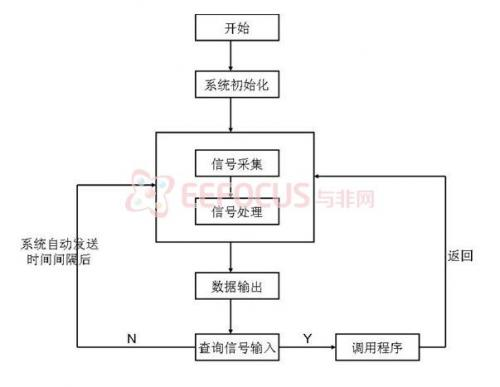 开始
系统初始化
信号采集
EEFOCUS与非网
信号处理
系统自动发送
时间间隔后
返回
数据输出
N
查询信号输入
Y
调用程序